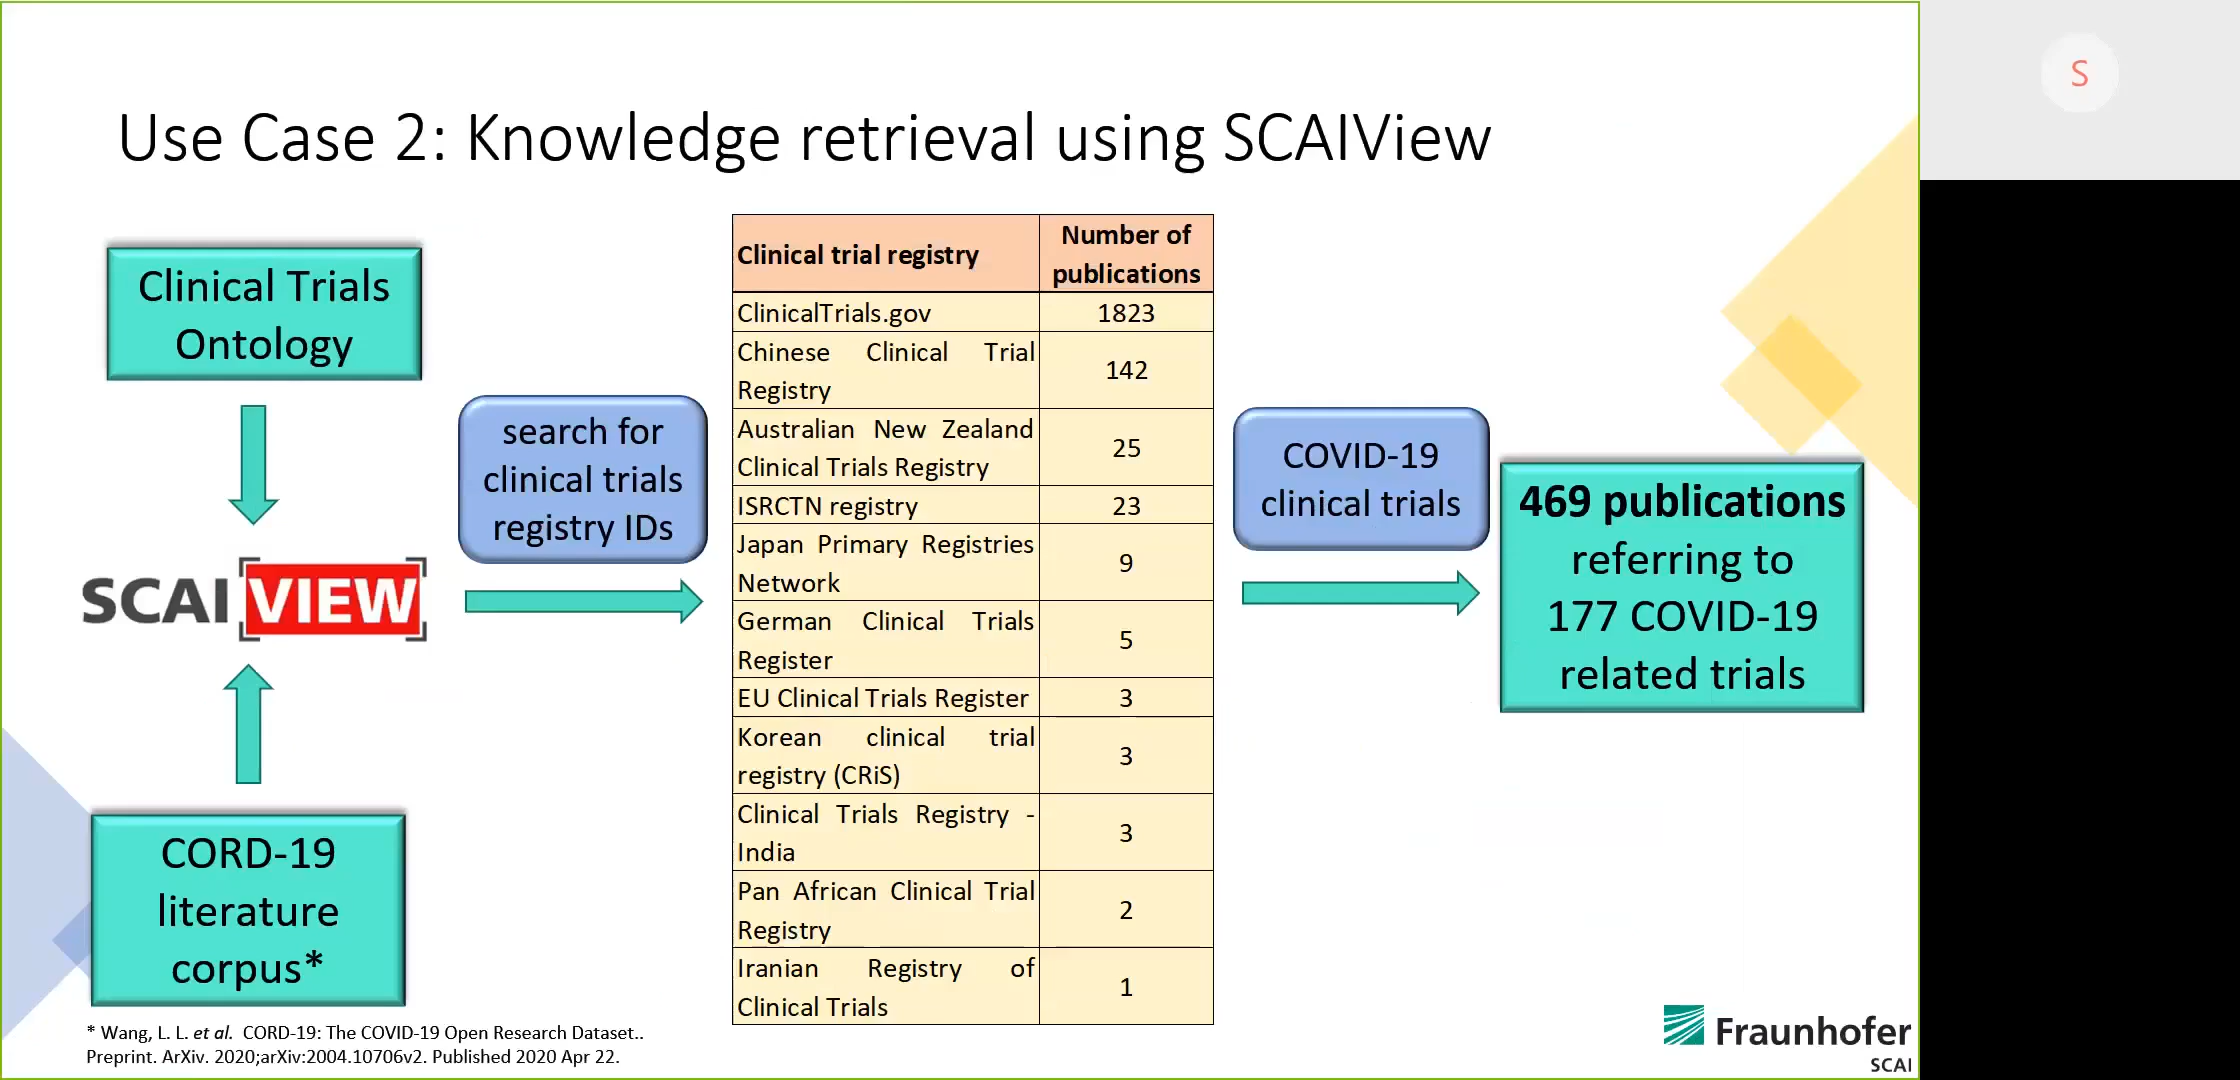 Use Case 2: Knowledge retrieval using SCAIView
S
Clinical Trials
Ontology
SCAI VIEW
CORD-19
literature
corpus*
search for
clinical trials
registry IDs
Clinical trial registry
Number of
publications
ClinicalTrials.gov 1823
Chinese Clinical Trial
Registry
142
Australian New Zealand
Clinical Trials Registry
25
ISRCTN registry 23
Japan Primary Registries
Network
9
German Clinical Trials
Register
5
EU Clinical Trials Register 3
Korean clinical trial
registry (CRiS)
3
Clinical Trials Registry -
India
3
Pan African Clinical Trial
Registry
2
Iranian Registry of
Clinical Trials
1
COVID-19
clinical trials
469 publications
referring to
177 COVID-19
related trials
* Wang, L. L. et al. CORD-19: The COVID-19 Open Research Dataset..
Preprint. ArXiv. 2020;arXiv:2004.10706v2. Published 2020 Apr 22.
Fraunhofer
SCAI